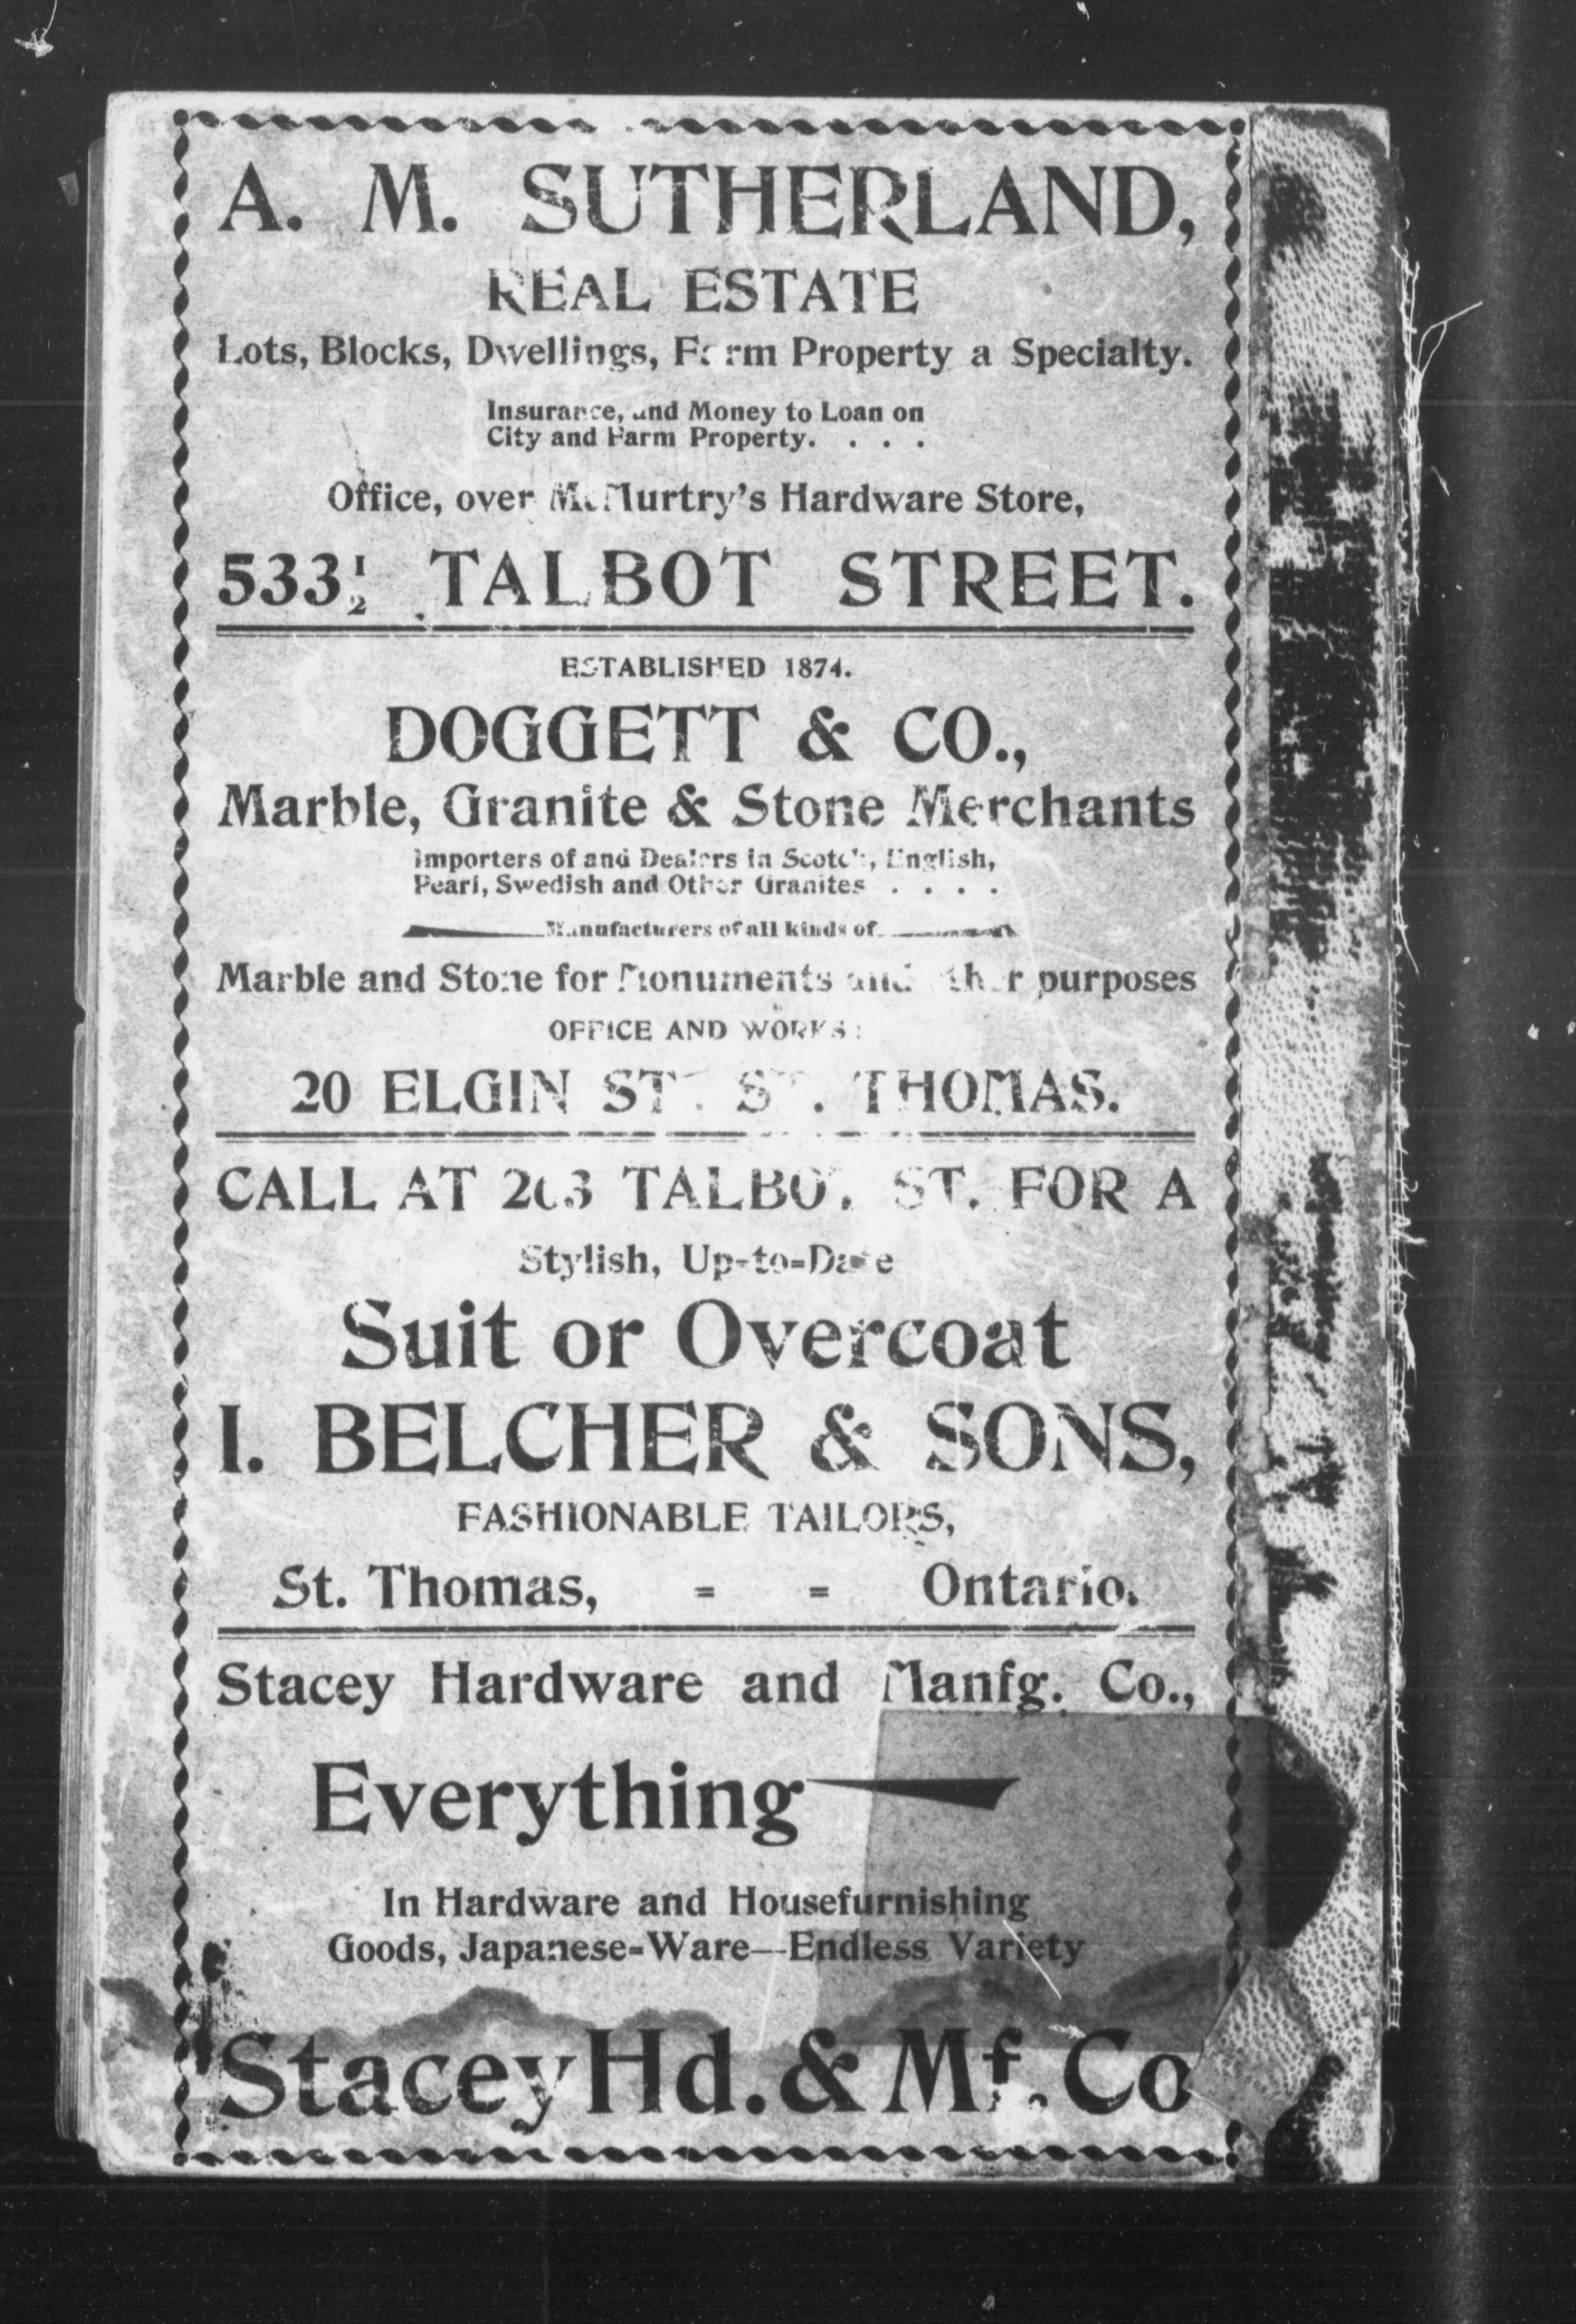 A. M. SUTHERLAND,
REAL ESTATE
Lots, Blocks, Dwellings, Farm Property a Specialty.
Insurance, and Money to Loan on
City and Farm Property. . . .
Office, over McMurtry's Hardware Store,
533½ TALBOT STREET.
ESTABLISHED 1874.
DOGGETT & CO.,
Marble, Granite & Stone Merchants
Importers of and Dealers in Scotch, English,
Pearl, Swedish and Other Granites . . . .
Manufacturers of all kinds of
Marble and Stone for Monuments and other purposes
OFFICE AND WORKS:
20 ELGIN ST. ST. THOMAS.
CALL AT TALBOT ST. FOR A
Stylish, Up-to-Date
Suit or Overcoat
I. BELCHER & SONS,
FASHIONABLE TAILORS,
St. Thomas, = = Ontario.
Stacey Hardware and Manfg. Co.,
Everything
In Hardware and Housefurnishing
Goods, Japanese-Ware—Endless Variety
Stacey Hd. & Mf. Co